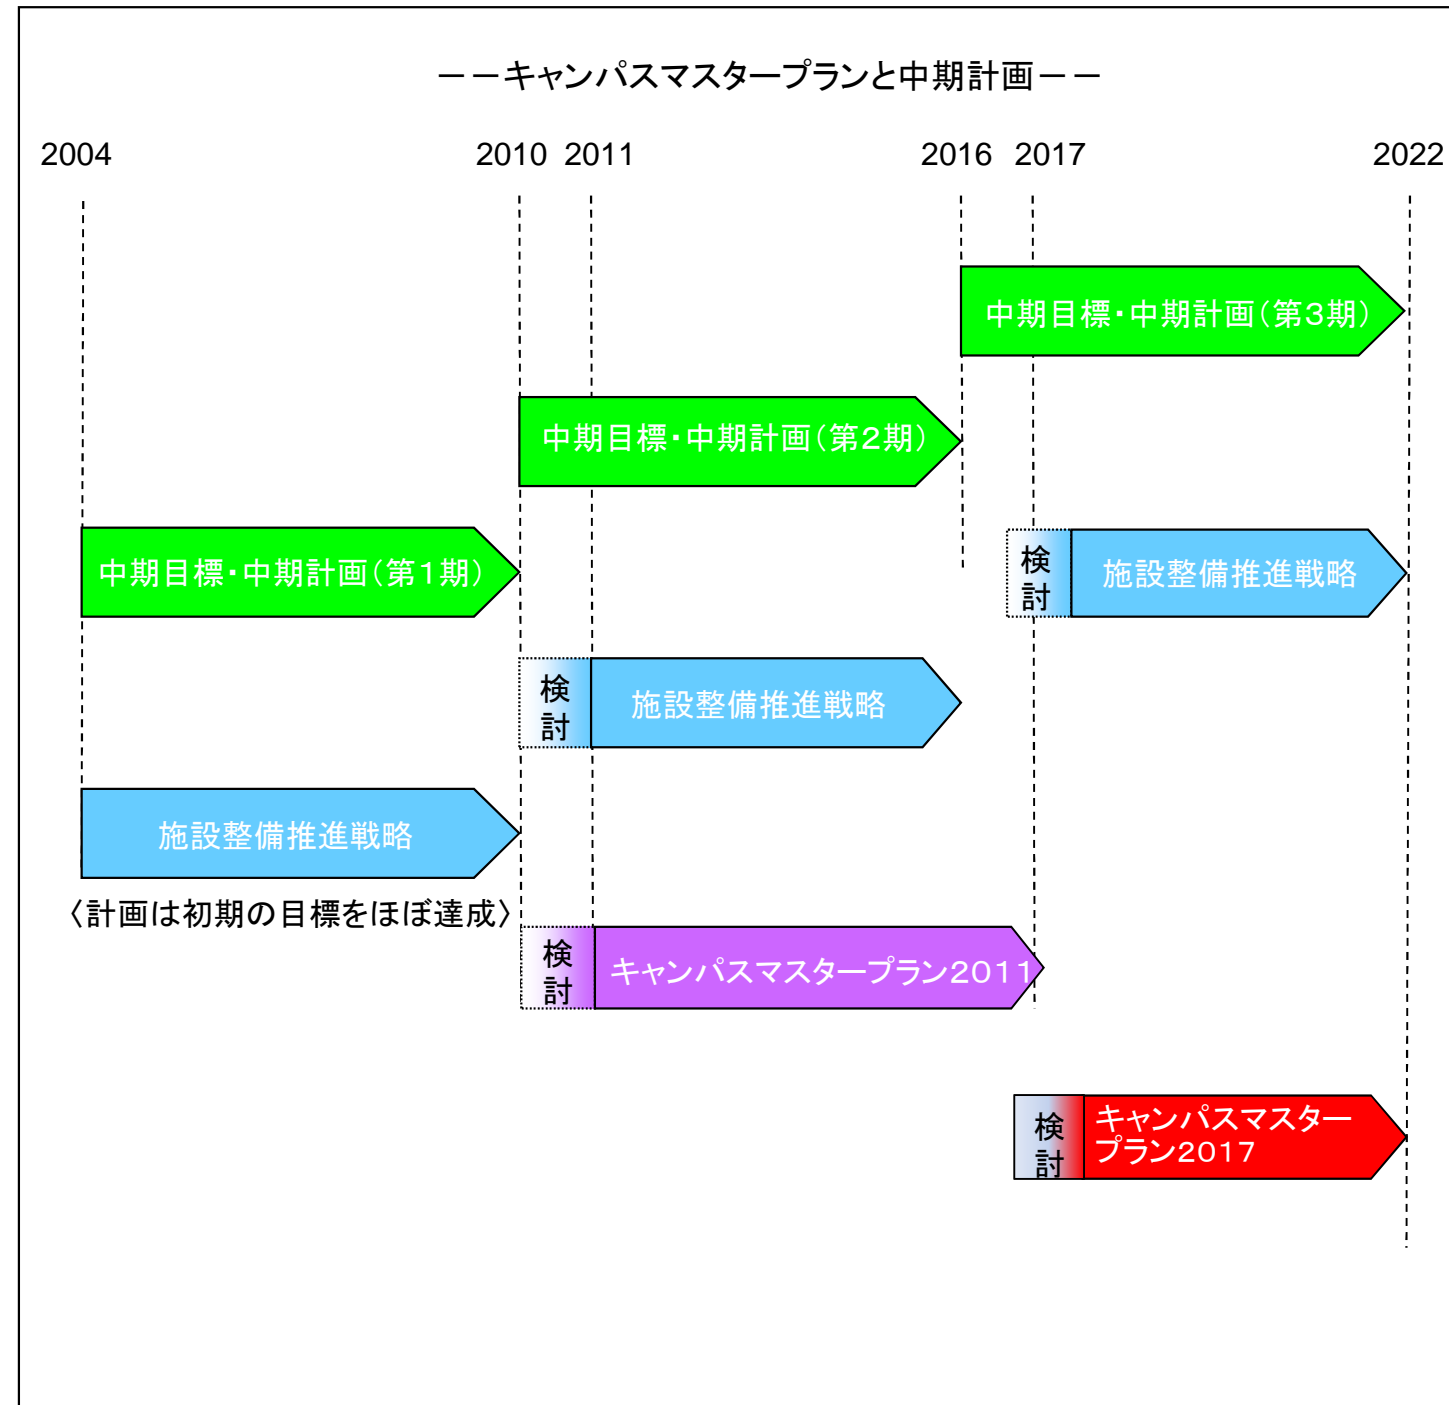 －－キャンパスマスタープランと中期計画－－
2004
2010
2011
2016
2017
2022
中期目標・中期計画（第３期）
中期目標・中期計画（第２期）
中期目標・中期計画（第１期）
検
討
施設整備推進戦略
検
討
施設整備推進戦略
施設整備推進戦略
〈計画は初期の目標をほぼ達成〉
検
討
キャンパスマスタープラン２０１１
検
討
キャンパスマスター
プラン２０１７